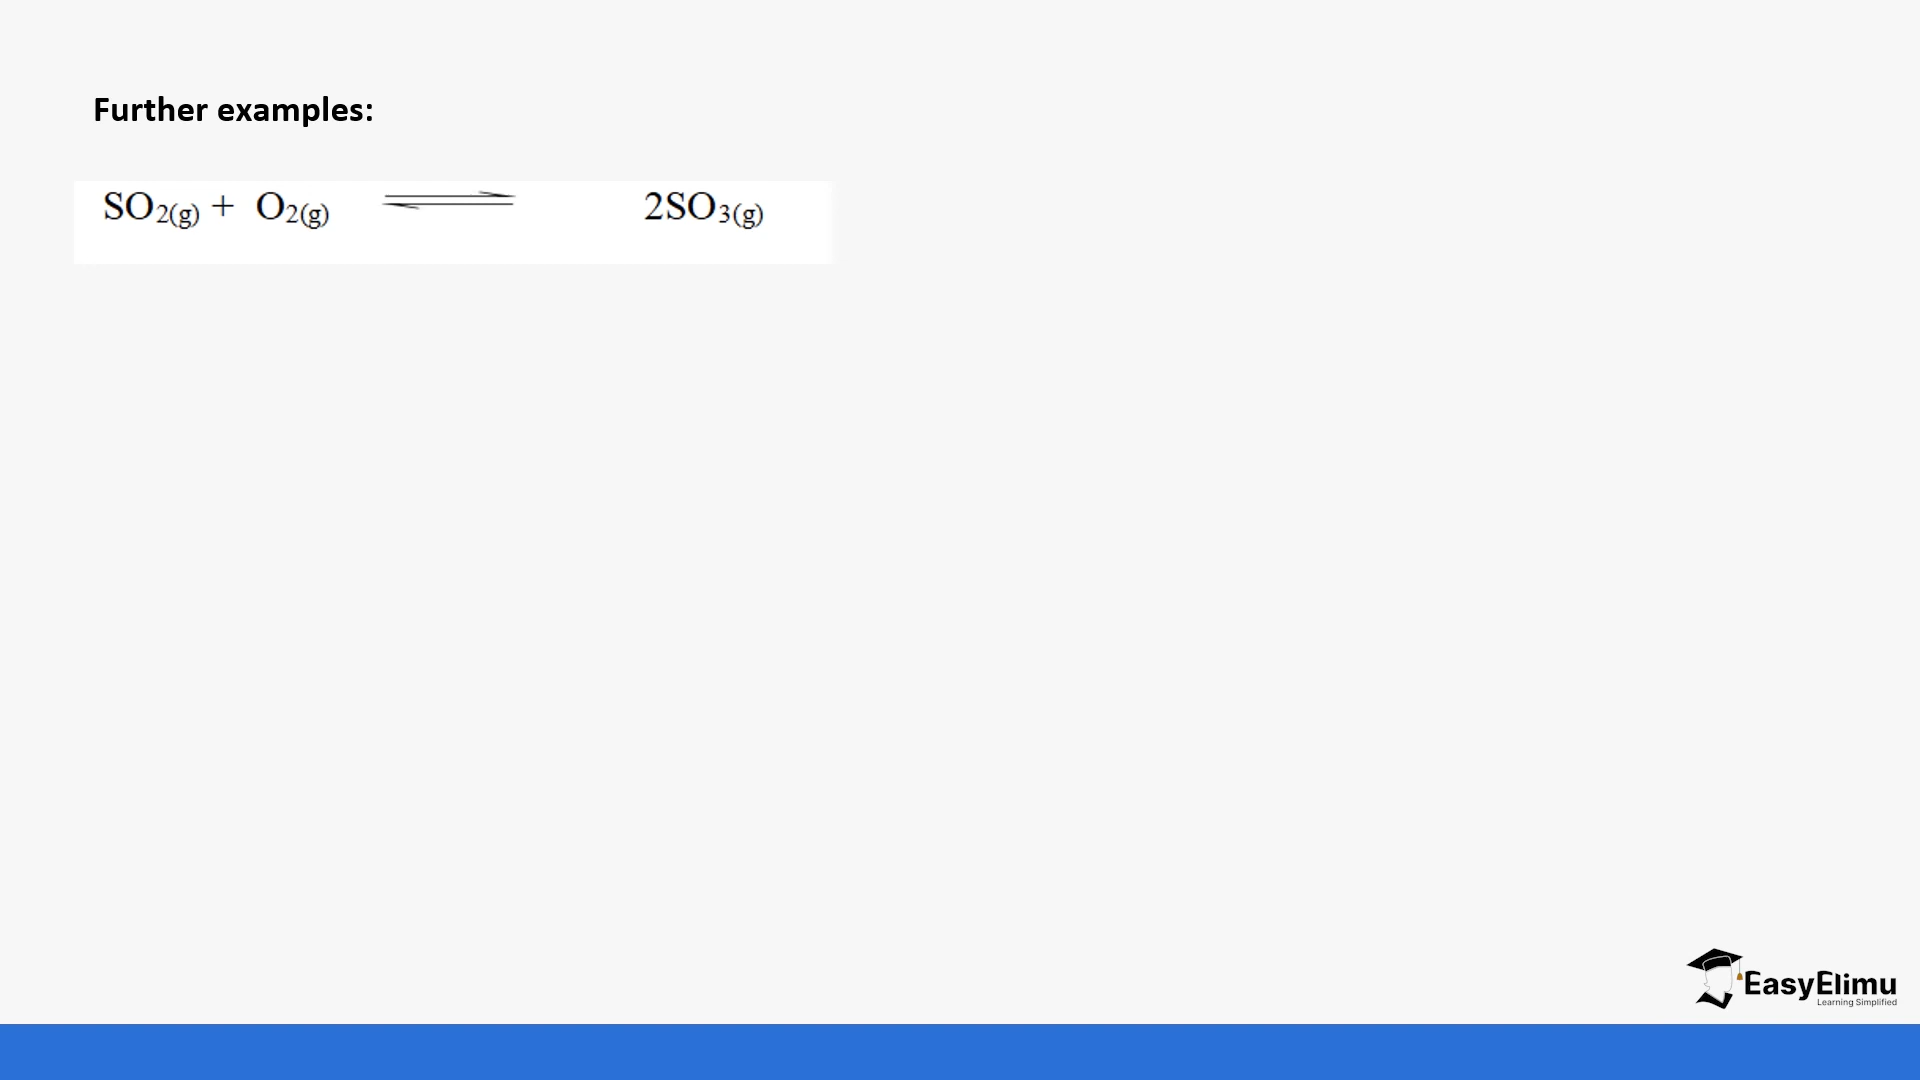 Further examples:
SO2(g) + O2(g) ⇌ 2SO3(g)
EasyElimu
Learning Simplified